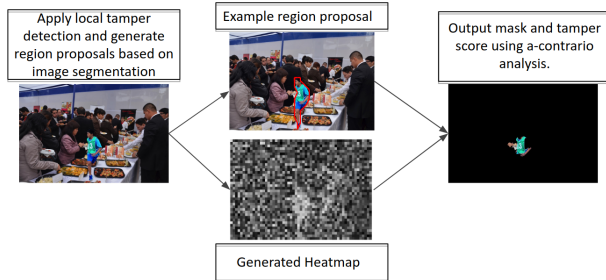 Apply local tamper
detection and generate
region proposals based on
image segmentation
Example region proposal
Output mask and tamper
score using a-contrario
analysis.
Generated Heatmap